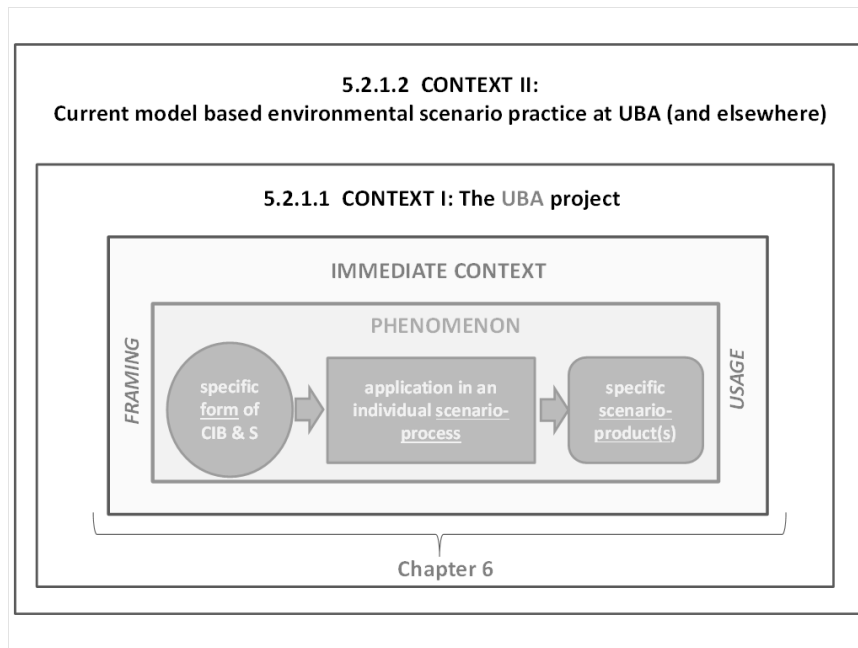 5.2.1.2 CONTEXT II:
Current model based environmental scenario practice at UBA (and elsewhere)
5.2.1.1 CONTEXT I: The UBA project
IMMEDIATE CONTEXT
PHENOMENON
FRAMING
specific
form of
CIB & S
application in an
individual scenario-
process
specific
scenario-
product(s)
USAGE
Chapter 6